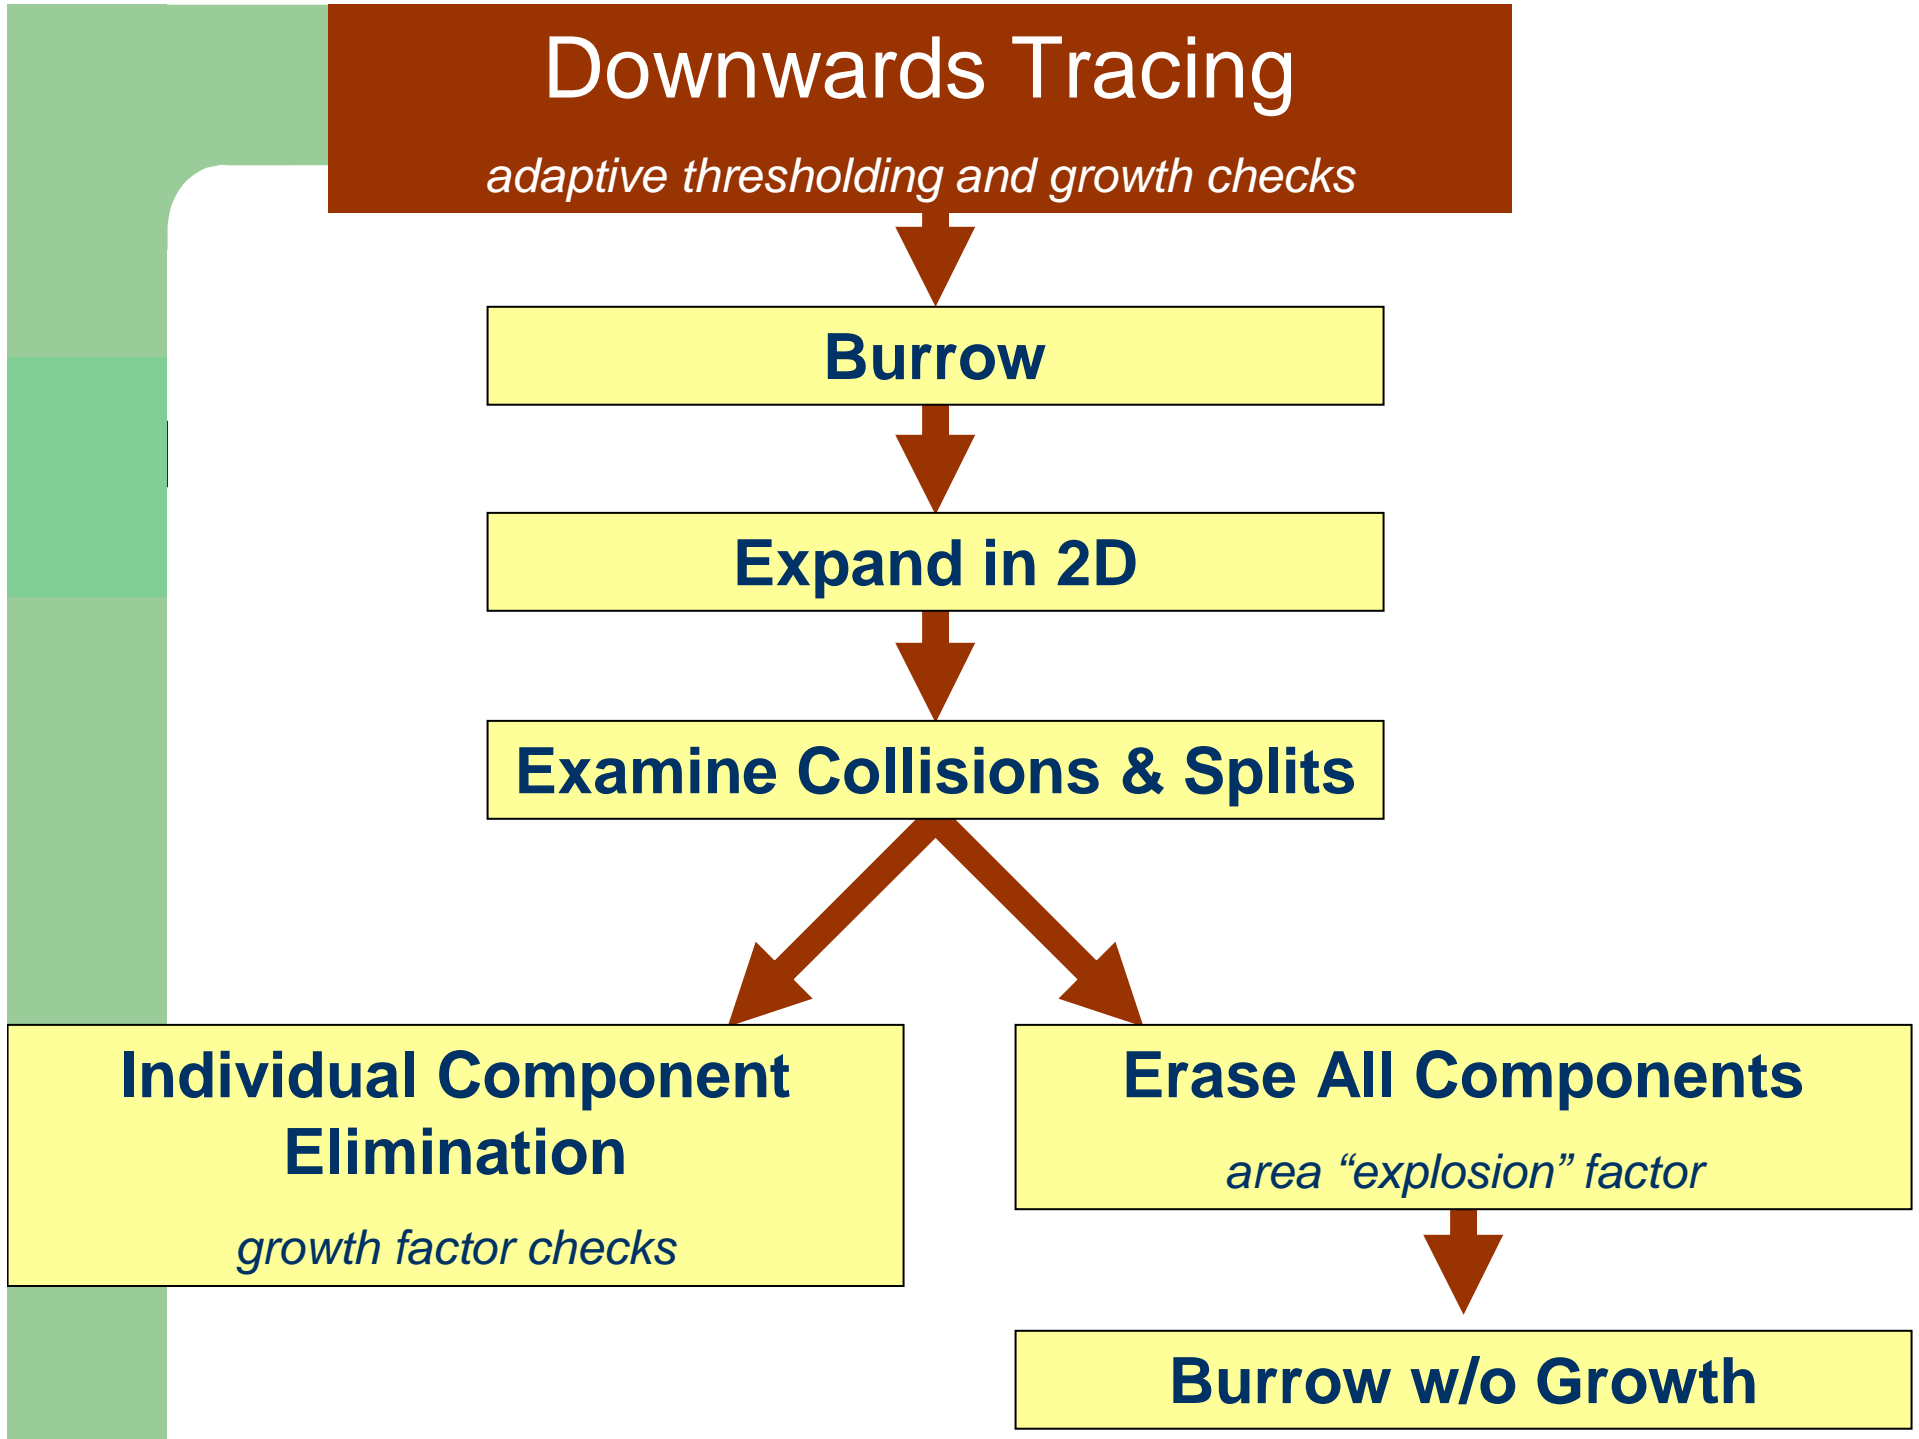 Downwards Tracing
adaptive thresholding and growth checks
Burrow
Expand in 2D
Examine Collisions & Splits
Individual Component
Elimination
growth factor checks
Erase All Components
area “explosion” factor
Burrow w/o Growth